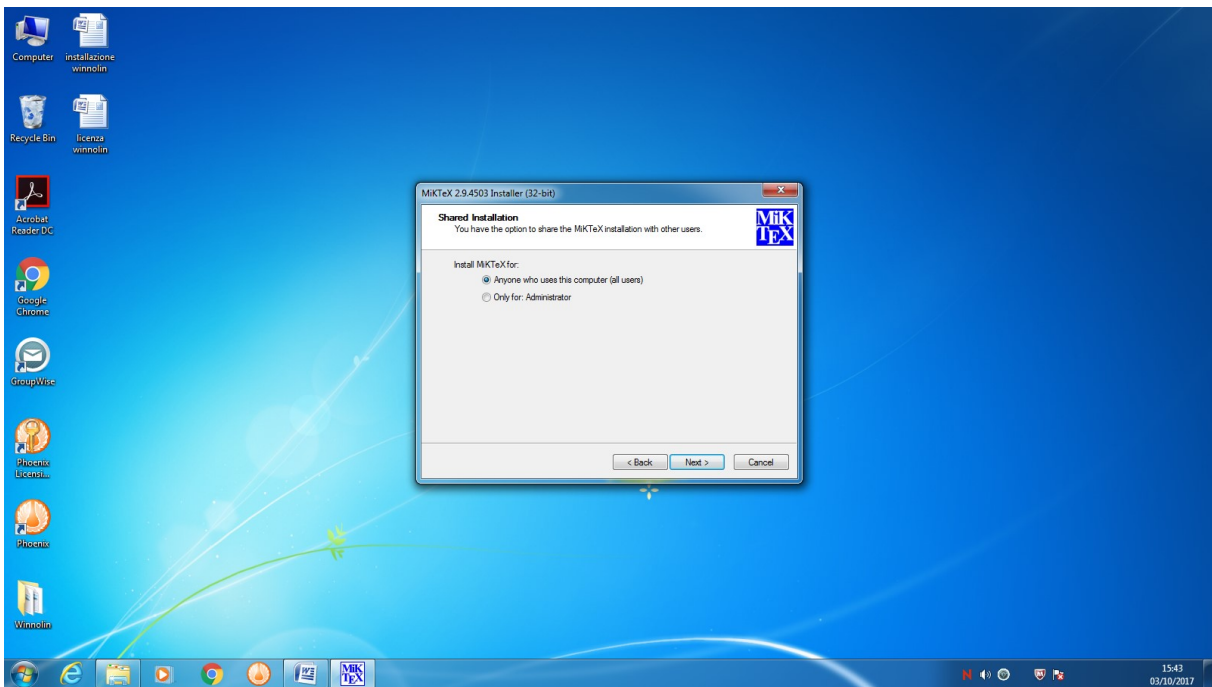 Computer
installazione
winnolin
Recycle Bin
licenza
winnolin
Acrobat
Reader DC
Google
Chrome
GroupWise
Phoenix
Licensi...
Phoenix
Winnolin
MiKTeX 2.9.4503 Installer (32-bit)
Shared Installation
You have the option to share the MiKTeX installation with other users.
MiK
TEX
Install MiKTeX for:
Anyone who uses this computer (all users)
Only for: Administrator
< Back
Next >
Cancel
MiK
TEX
15:43
03/10/2017